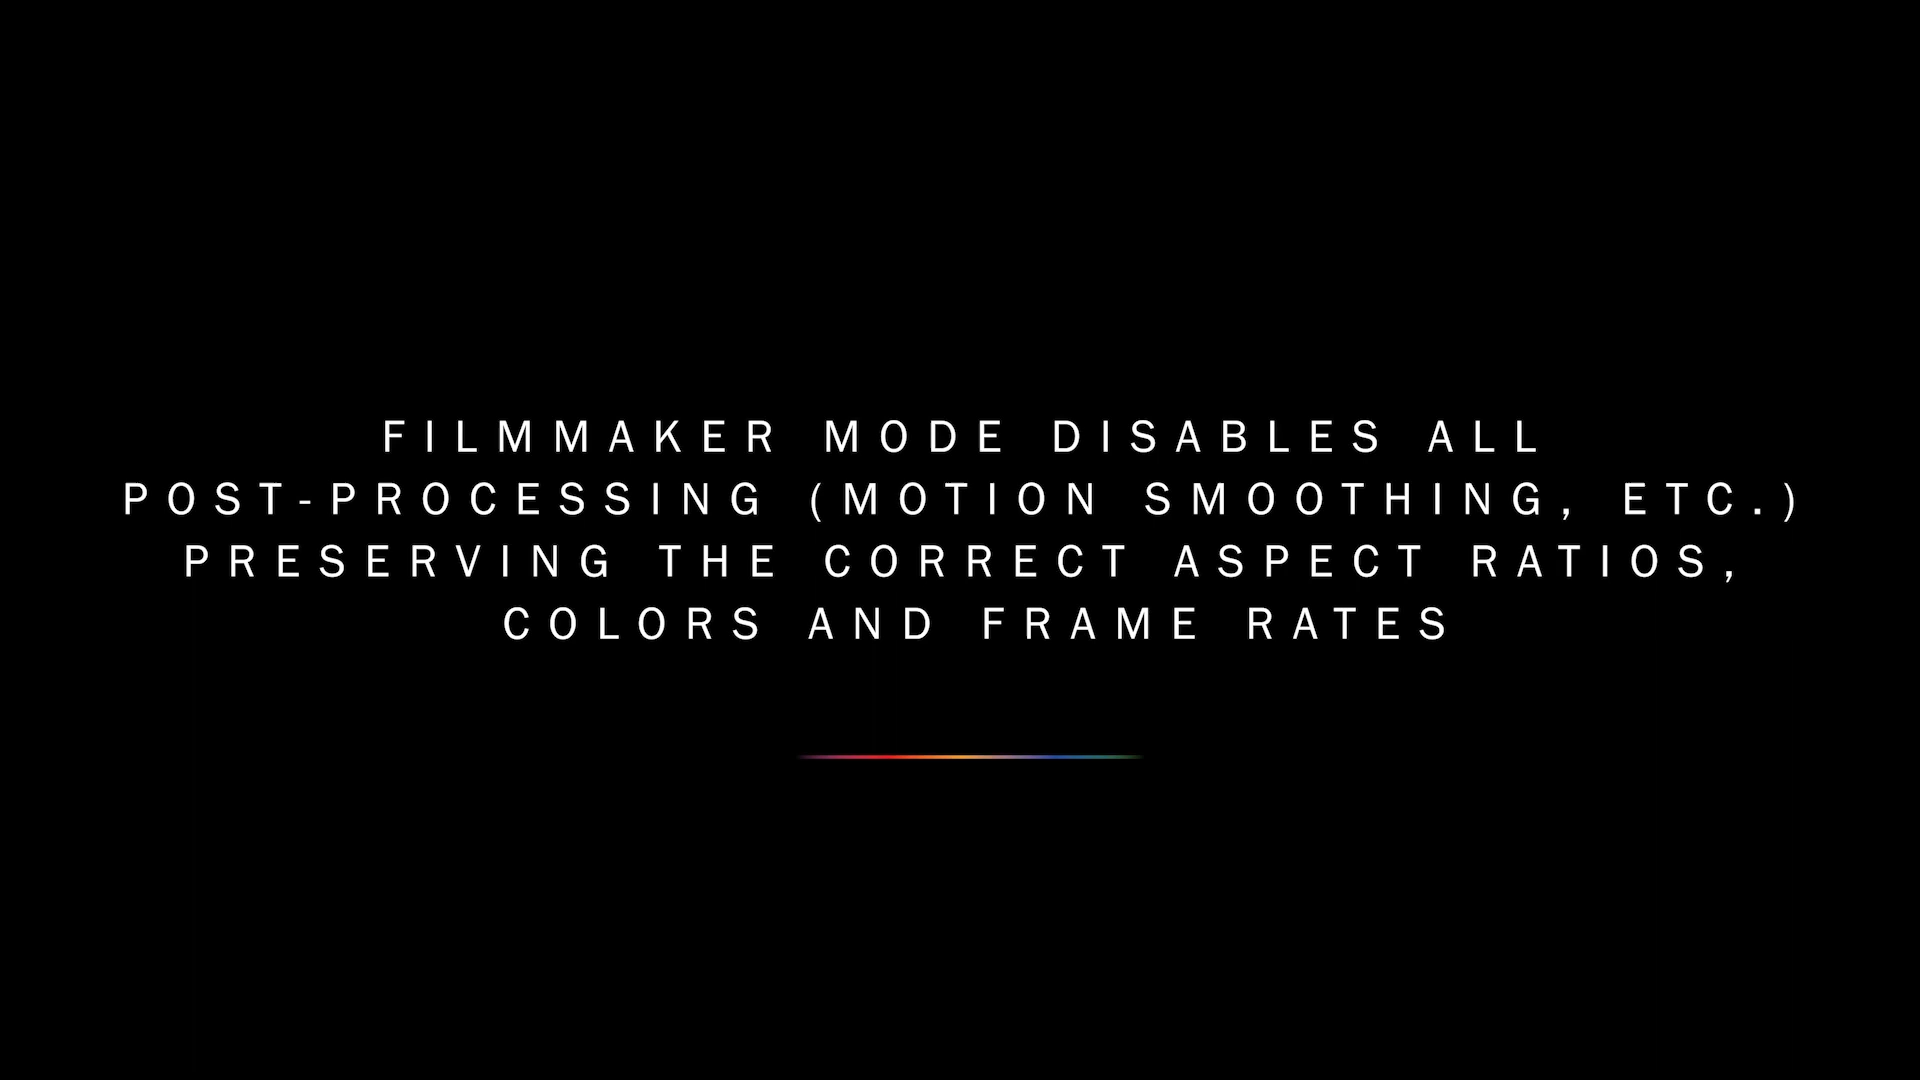 FILMMAKER MODE DISABLES ALL
POST-PROCESSING (MOTION SMOOTHING, ETC.)
PRESERVING THE CORRECT ASPECT RATIOS,
COLORS AND FRAME RATES